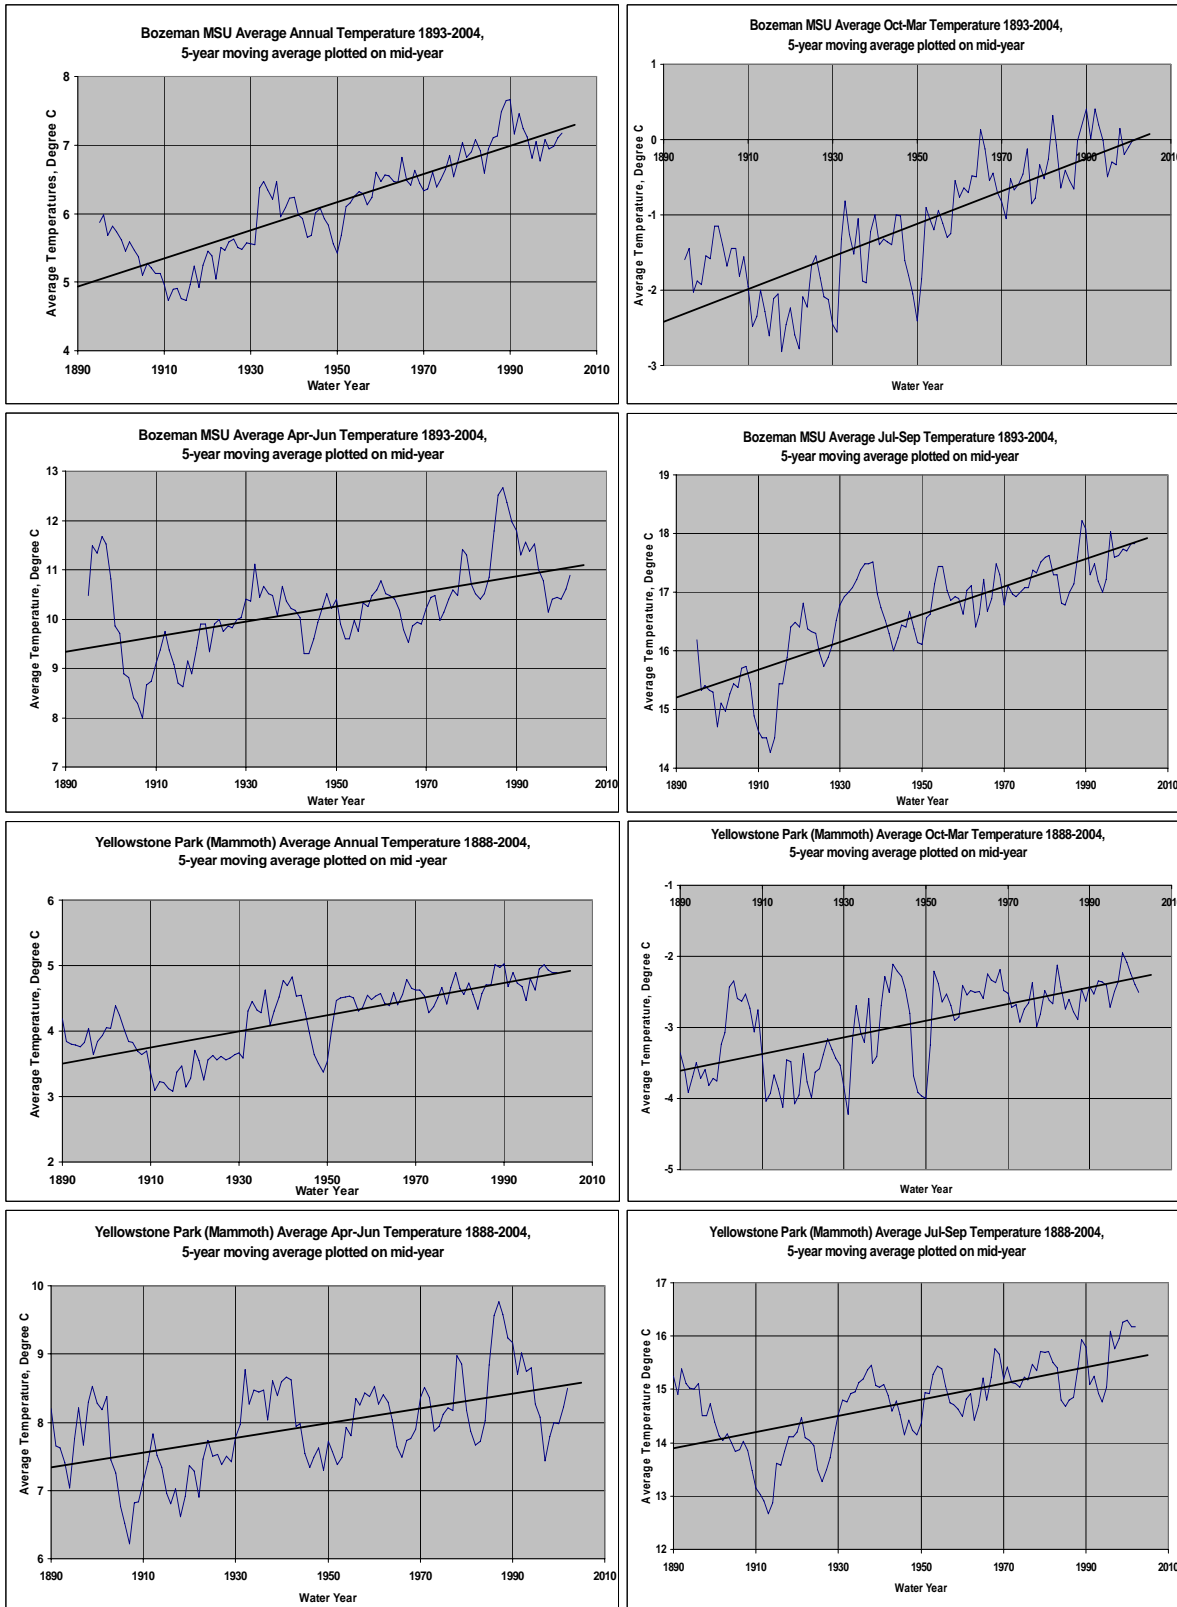 Bozeman MSU Average Annual Temperature 1893-2004,
5-year moving average plotted on mid-year
Average Temperatures, Degree C
8
7
6
5
4
1890 1910 1930 1950 1970 1990 2010
Water Year
Bozeman MSU Average Oct-Mar Temperature 1893-2004,
5-year moving average plotted on mid-year
Average Temperature, Degree C
1
0
-1
-2
-3
1890 1910 1930 1950 1970 1990 2010
Water Year
Bozeman MSU Average Apr-Jun Temperature 1893-2004,
5-year moving average plotted on mid-year
Average Temperature, Degree C
13
12
11
10
9
8
7
1890 1910 1930 1950 1970 1990 2010
Water Year
Bozeman MSU Average Jul-Sep Temperature 1893-2004,
5-year moving average plotted on mid-year
Average Temperature, Degree C
19
18
17
16
15
14
1890 1910 1930 1950 1970 1990 2010
Water Year
Yellowstone Park (Mammoth) Average Annual Temperature 1888-2004,
5-year moving average plotted on mid -year
Average Temperature, Degree C
6
5
4
3
2
1890 1910 1930 1950 1970 1990 2010
Water Year
Yellowstone Park (Mammoth) Average Oct-Mar Temperature 1888-2004,
5-year moving average plotted on mid-year
Average Temperature, Degree C
-1
-2
-3
-4
-5
1890 1910 1930 1950 1970 1990 2010
Water Year
Yellowstone Park (Mammoth) Average Apr-Jun Temperature 1888-2004,
5-year moving average plotted on mid-year
Average Temperature, Degree C
10
9
8
7
6
1890 1910 1930 1950 1970 1990 2010
Water Year
Yellowstone Park (Mammoth) Average Jul-Sep Temperature 1888-2004,
5-year moving average plotted on mid-year
Average Temperature Degree C
17
16
15
14
13
12
1890 1910 1930 1950 1970 1990 2010
Water Year